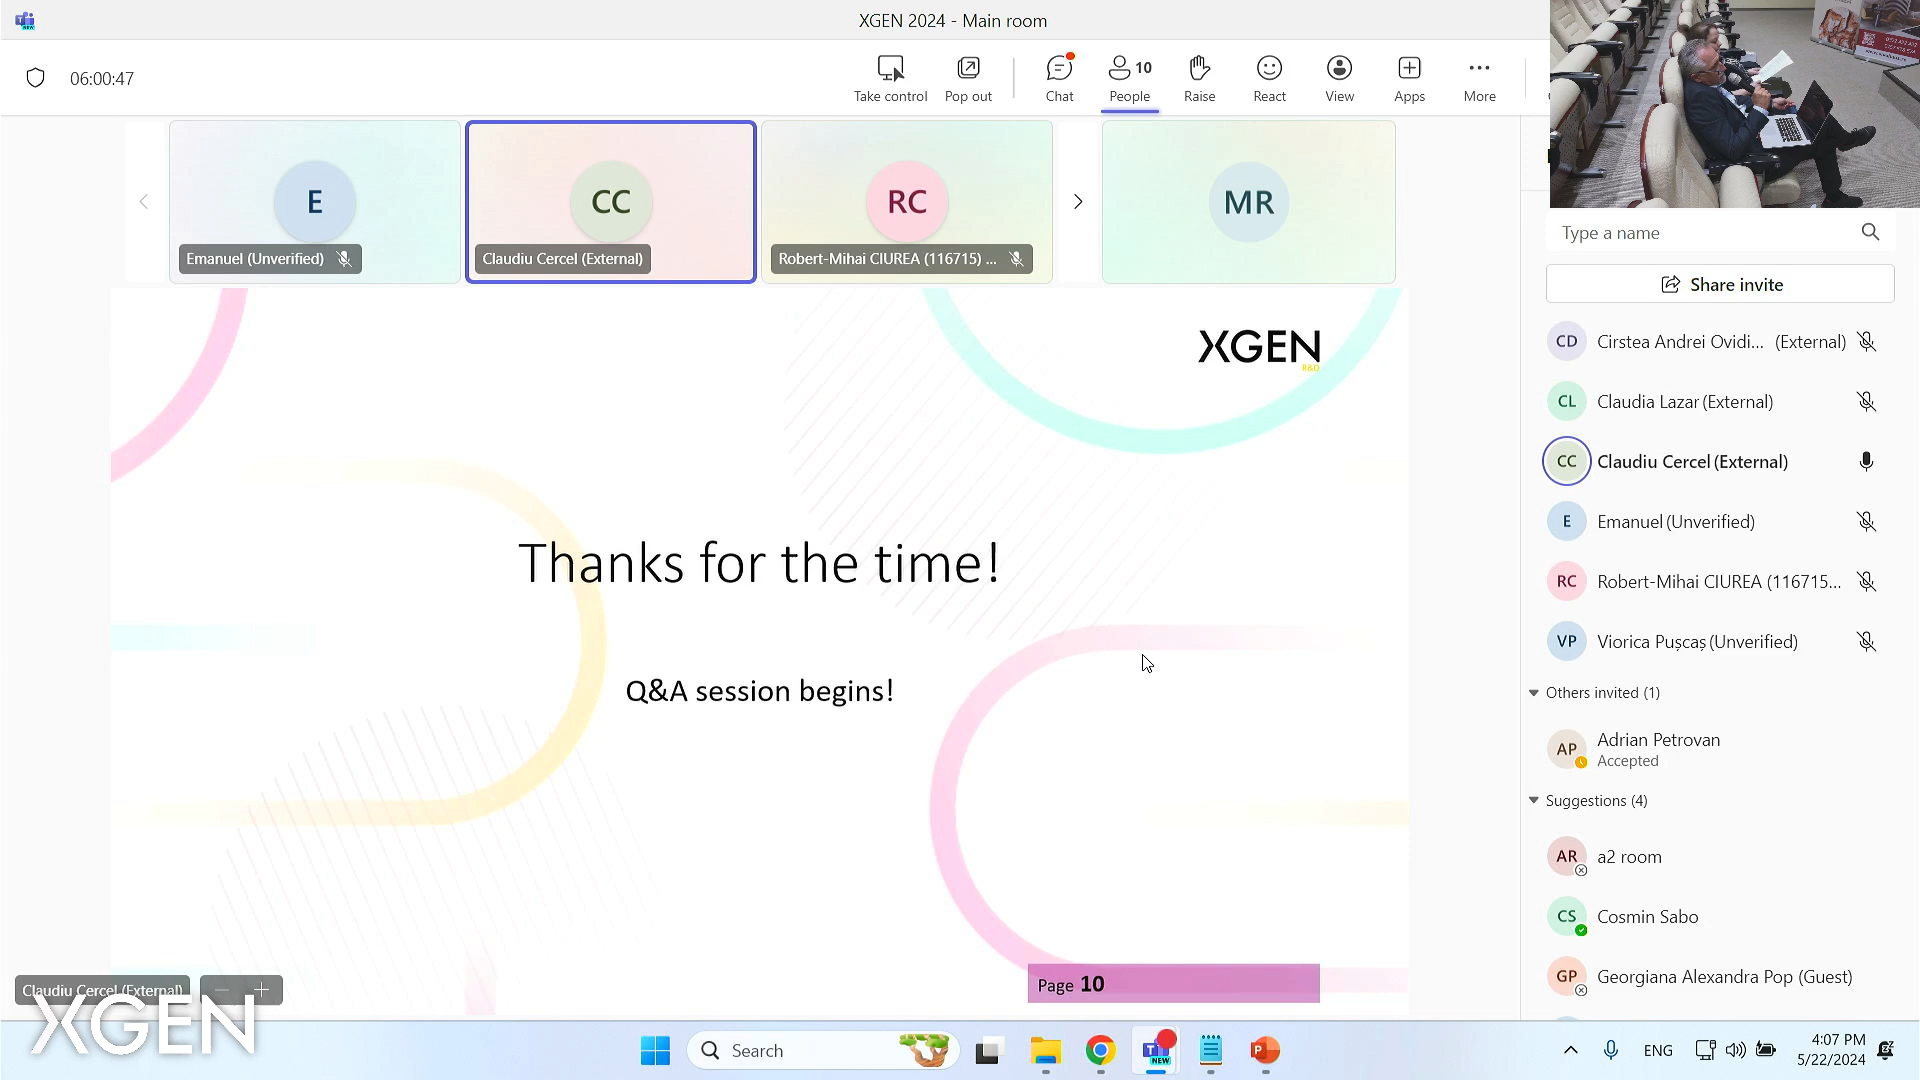 XGEN 2024 - Main room
06:00:47
Take control
Pop out
Chat
10
People
Raise
React
View
Apps
More
E
Emanuel (Unverified)
CC
Claudiu Cercel (External)
RC
Robert-Mihai CIUREA (116715) ...
MR
XGEN
R&D
Thanks for the time!
Q&A session begins!
Page 10
Claudiu Cercel (External)
XGEN
Type a name
Share invite
CD Cirstea Andrei Ovidi... (External)
CL Claudia Lazar (External)
CC Claudiu Cercel (External)
E Emanuel (Unverified)
RC Robert-Mihai CIUREA (116715...
VP Viorica Pușcaș (Unverified)
Others invited (1)
AP Adrian Petrovan
Accepted
Suggestions (4)
AR a2 room
CS Cosmin Sabo
GP Georgiana Alexandra Pop (Guest)
Search
NEW
ENG
4:07 PM
5/22/2024